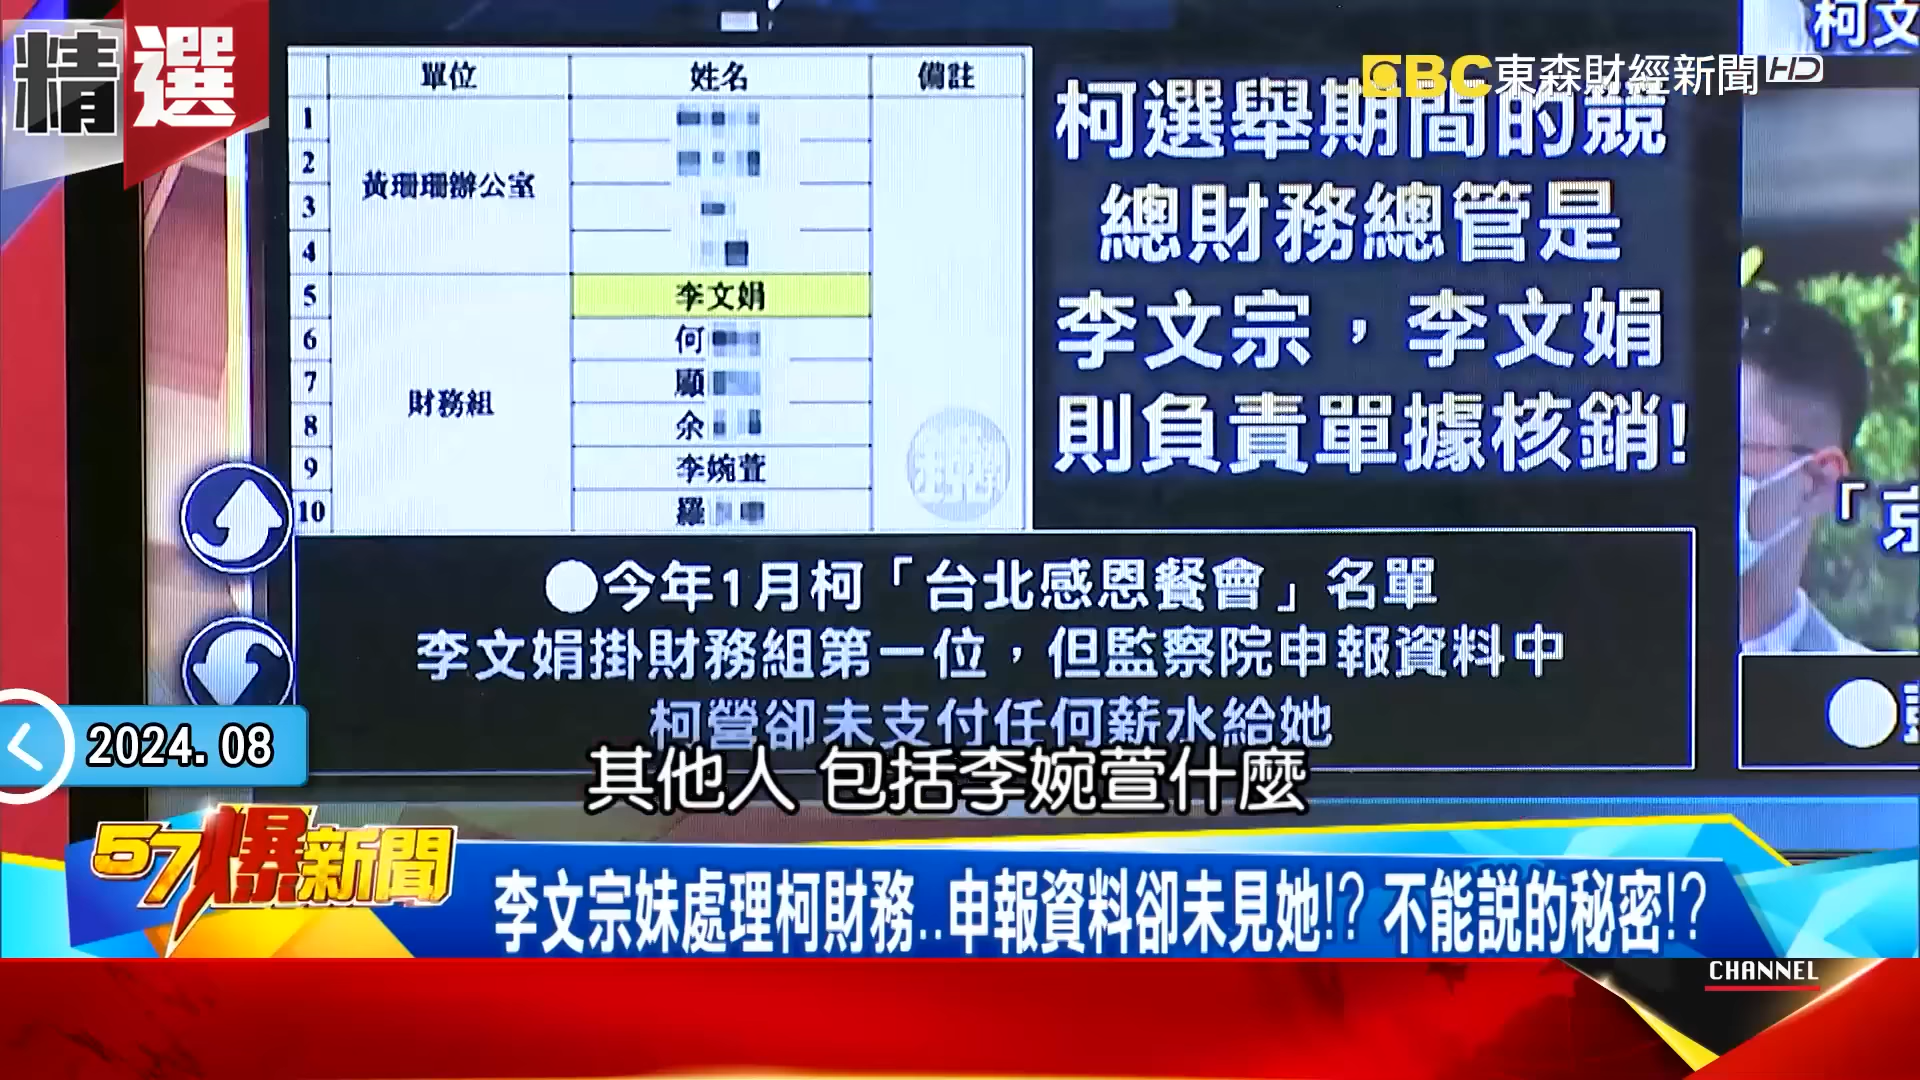 精選
柯文
EBC東森財經新聞HD
單位 姓名 備註
1
2
3
4
黃珊珊辦公室
5 李文娟
6 何
7 顧
財務組
8 余
9 李婉萱
10 羅
柯選舉期間的競
總財務總管是
李文宗，李文娟
則負責單據核銷!
「京
●今年1月柯「台北感恩餐會」名單
李文娟掛財務組第一位，但監察院申報資料中
柯營卻未支付任何薪水給她
2024.08
其他人 包括李婉萱什麼
57爆新聞
李文宗妹處理柯財務..申報資料卻未見她!? 不能説的秘密!?
CHANNEL